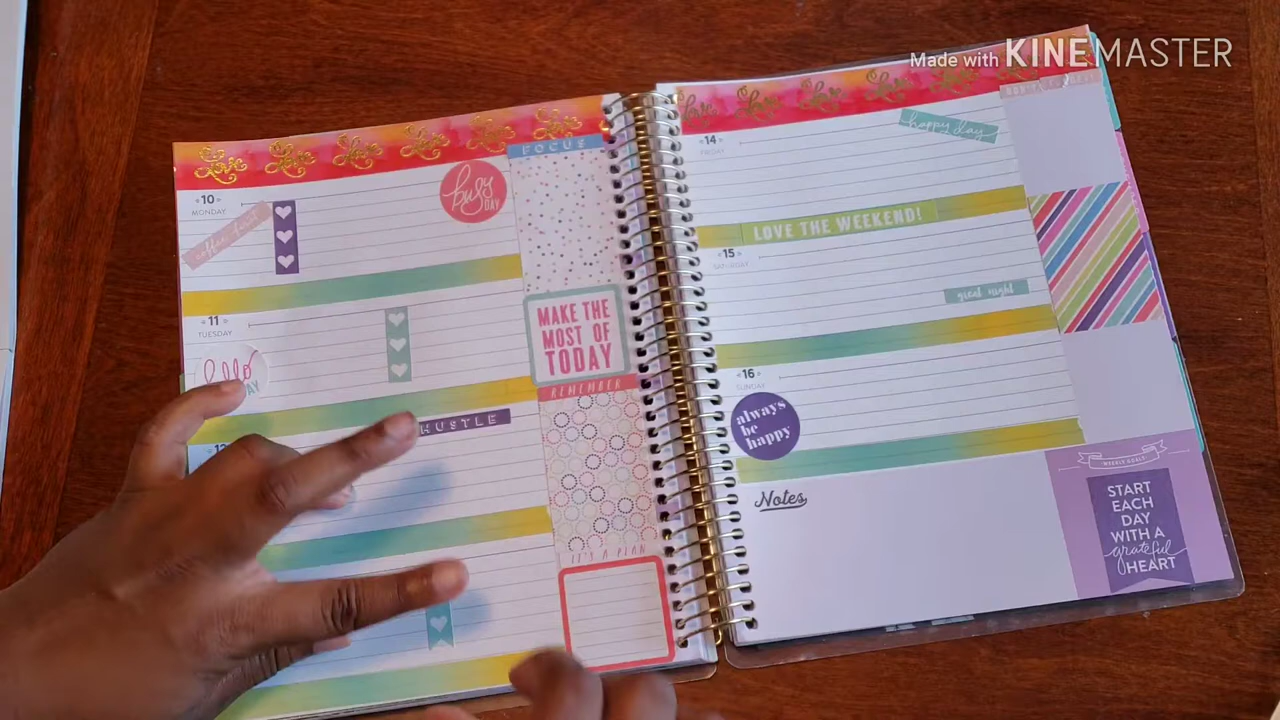 Made with KINEMASTER
Love Love Love Love Love Love
10
MONDAY
busy
DAY
FOCUS
11
TUESDAY
MAKE THE
MOST OF
TODAY
REMEMBER
HUSTLE
IT'S A PLAN
Love Love Love Love Love
14
FRIDAY
happy day
LOVE THE WEEKEND!
15
SATURDAY
great night
16
SUNDAY
always
be
happy
Notes
WEEKLY GOALS
START
EACH
DAY
WITH A
grateful
HEART